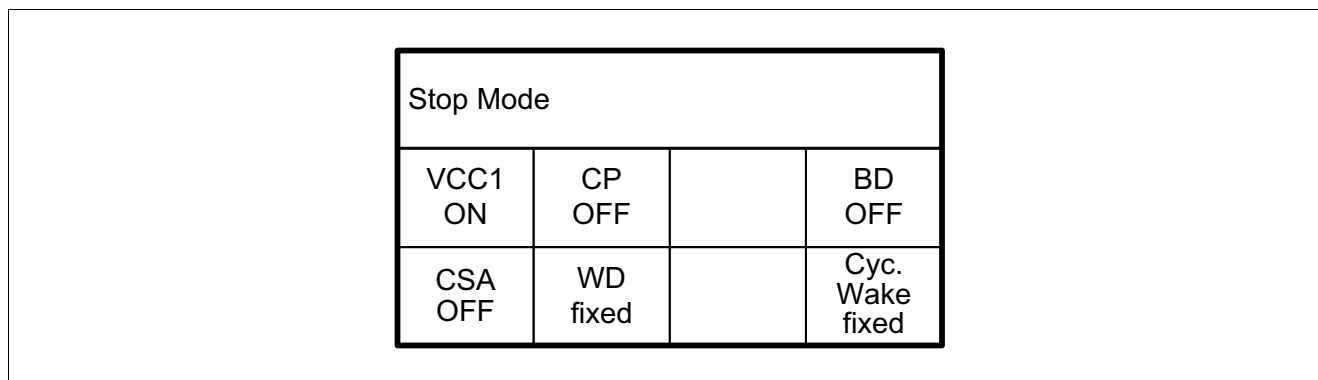 Stop Mode
VCC1
ON
CP
OFF
BD
OFF
CSA
OFF
WD
fixed
Cyc.
Wake
fixed